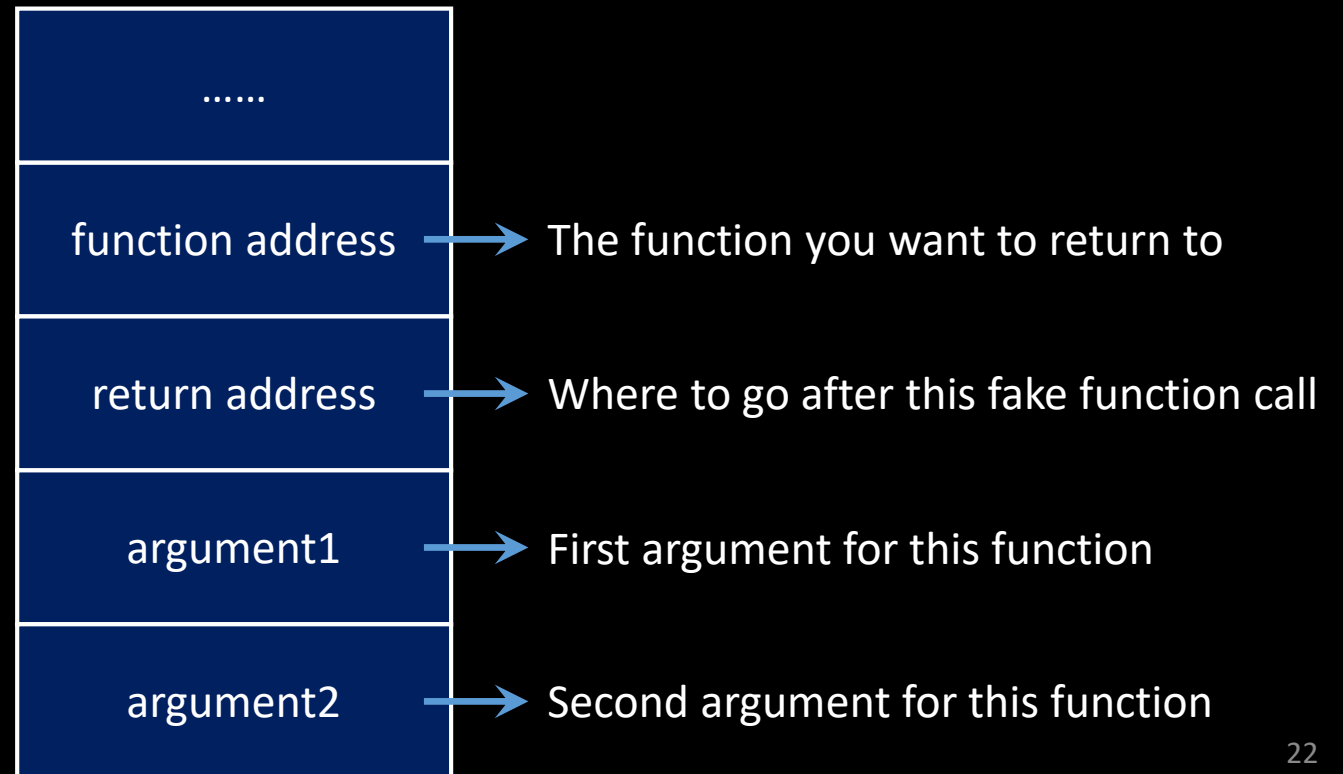 ……
function address The function you want to return to
return address Where to go after this fake function call
argument1 First argument for this function
argument2 Second argument for this function
22